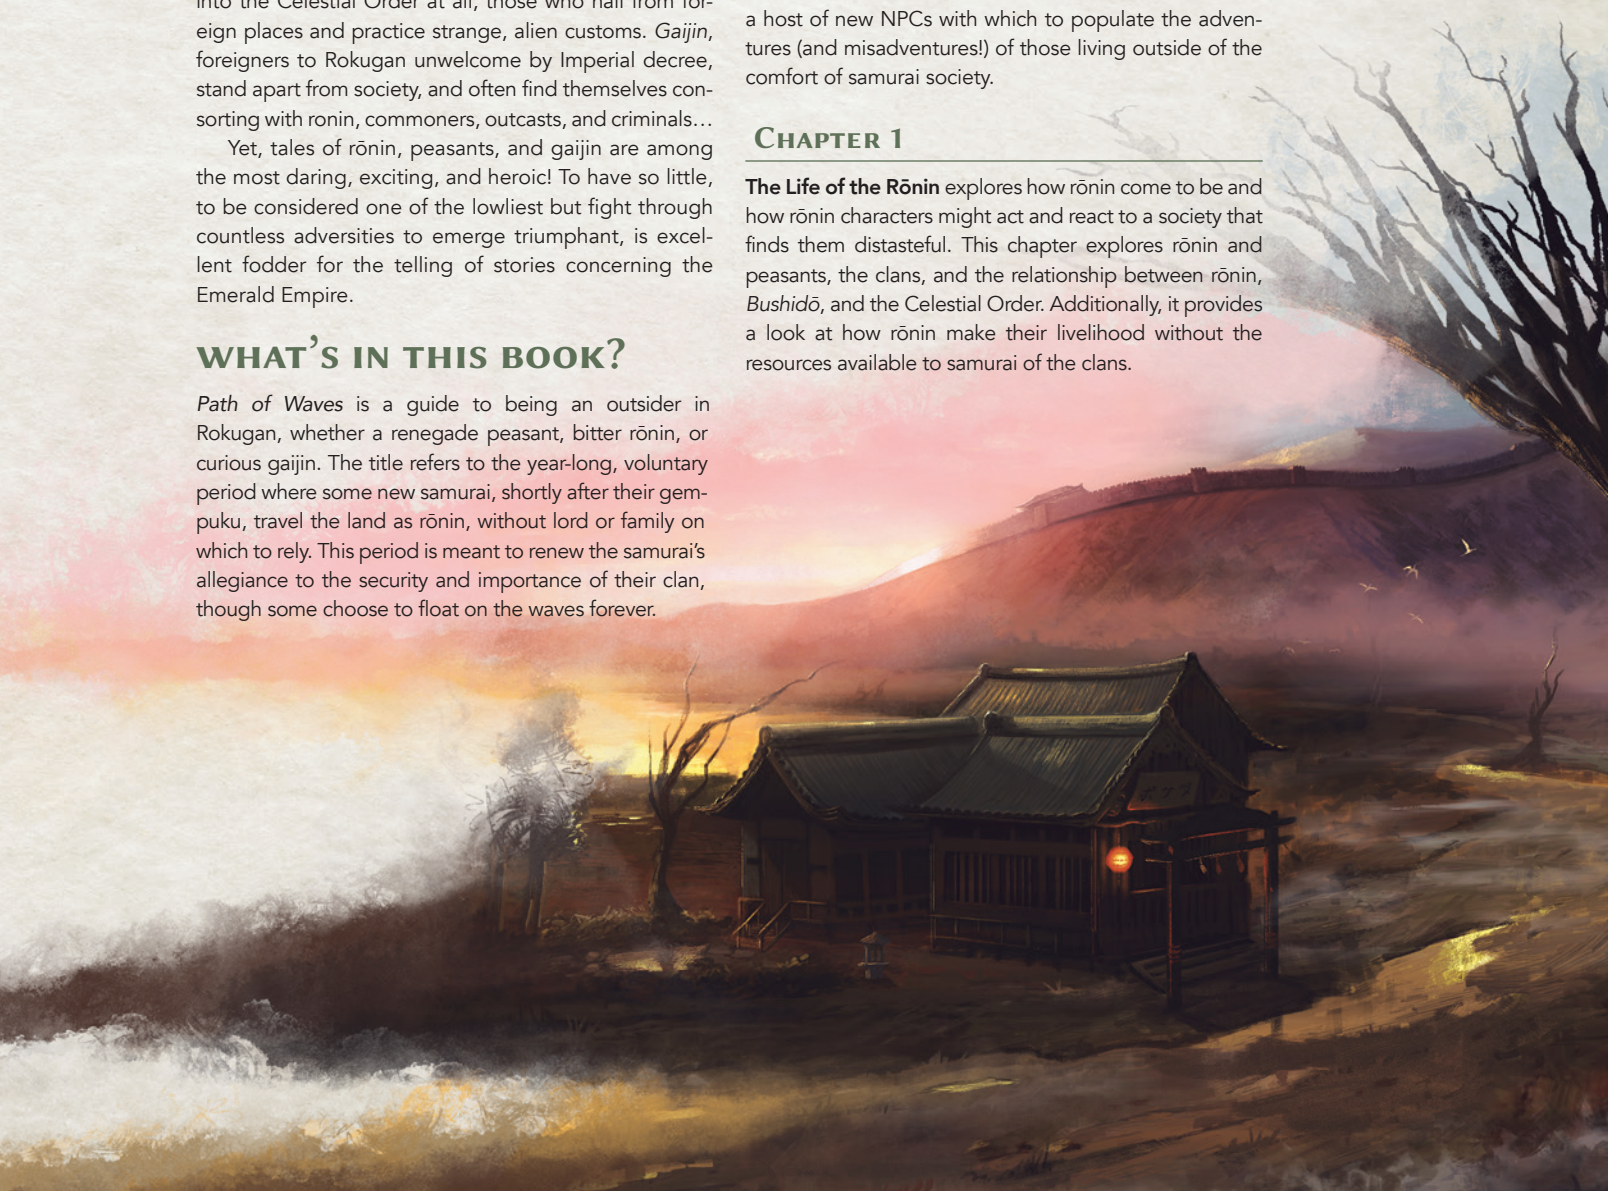 into the Celestial Order at all, those who hail from for-
eign places and practice strange, alien customs. Gaijin,
foreigners to Rokugan unwelcome by Imperial decree,
stand apart from society, and often find themselves con-
sorting with ronin, commoners, outcasts, and criminals…
Yet, tales of rōnin, peasants, and gaijin are among
the most daring, exciting, and heroic! To have so little,
to be considered one of the lowliest but fight through
countless adversities to emerge triumphant, is excel-
lent fodder for the telling of stories concerning the
Emerald Empire.
WHAT'S IN THIS BOOK?
Path of Waves is a guide to being an outsider in
Rokugan, whether a renegade peasant, bitter rōnin, or
curious gaijin. The title refers to the year-long, voluntary
period where some new samurai, shortly after their gem-
puku, travel the land as rōnin, without lord or family on
which to rely. This period is meant to renew the samurai's
allegiance to the security and importance of their clan,
though some choose to float on the waves forever.
a host of new NPCs with which to populate the adven-
tures (and misadventures!) of those living outside of the
comfort of samurai society.
Chapter 1
The Life of the Rōnin explores how rōnin come to be and
how rōnin characters might act and react to a society that
finds them distasteful. This chapter explores rōnin and
peasants, the clans, and the relationship between rōnin,
Bushidō, and the Celestial Order. Additionally, it provides
a look at how rōnin make their livelihood without the
resources available to samurai of the clans.